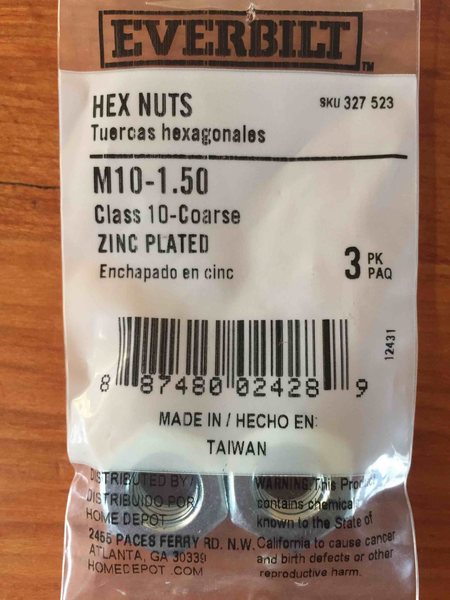 EVERBILT™
HEX NUTS
SKU 327 523
Tuercas hexagonales
M10-1.50
Class 10-Coarse
ZINC PLATED
Enchapado en cinc
3 PK
PAQ
12431
8 87480 02428 9
MADE IN / HECHO EN:
TAIWAN
DISTRIBUTED BY/
DISTRIBUIDO POR
HOME DEPOT
2455 PACES FERRY RD. N.W.
ATLANTA, GA 30339
HOMEDEPOT.COM
WARNING: This Product
contains chemicals
known to the State of
California to cause cancer
and birth defects or other
reproductive harm.